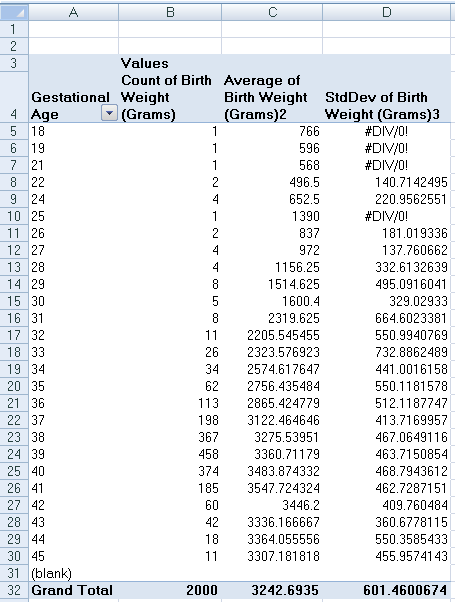 A B C D
1
2
3 Values
Count of Birth Average of
Gestational Weight Birth Weight StdDev of Birth
4 Age (Grams) (Grams)2 Weight (Grams)3
5 18 1 766 #DIV/0!
6 19 1 596 #DIV/0!
7 21 1 568 #DIV/0!
8 22 2 496.5 140.7142495
9 24 4 652.5 220.9562551
10 25 1 1390 #DIV/0!
11 26 2 837 181.019336
12 27 4 972 137.760662
13 28 4 1156.25 332.6132639
14 29 8 1514.625 495.0916041
15 30 5 1600.4 329.02933
16 31 8 2319.625 664.6023381
17 32 11 2205.545455 550.9940769
18 33 26 2323.576923 732.8862489
19 34 34 2574.617647 441.0016158
20 35 62 2756.435484 550.1181578
21 36 113 2865.424779 512.1187747
22 37 198 3122.464646 413.7169957
23 38 367 3275.53951 467.0649116
24 39 458 3360.71179 463.7150854
25 40 374 3483.874332 468.7943612
26 41 185 3547.724324 462.7287151
27 42 60 3446.2 409.760484
28 43 42 3336.166667 360.6778115
29 44 18 3364.055556 550.3585433
30 45 11 3307.181818 455.9574143
31 (blank)
32 Grand Total 2000 3242.6935 601.4600674